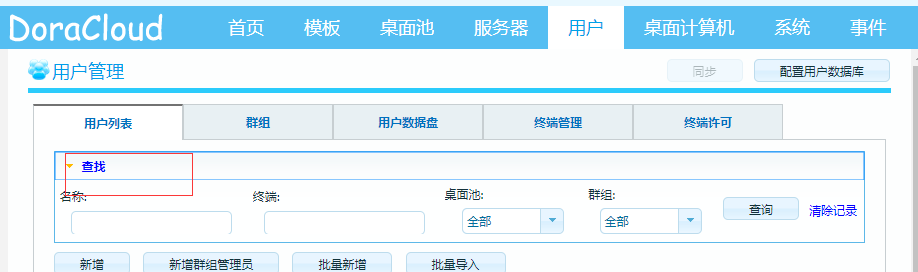 DoraCloud 首页 模板 桌面池 服务器 用户 桌面计算机 系统 事件
用户管理 同步 配置用户数据库
用户列表 群组 用户数据盘 终端管理 终端许可
查找
名称: 终端: 桌面池: 群组:
全部 全部 查询 清除记录
新增 新增群组管理员 批量新增 批量导入